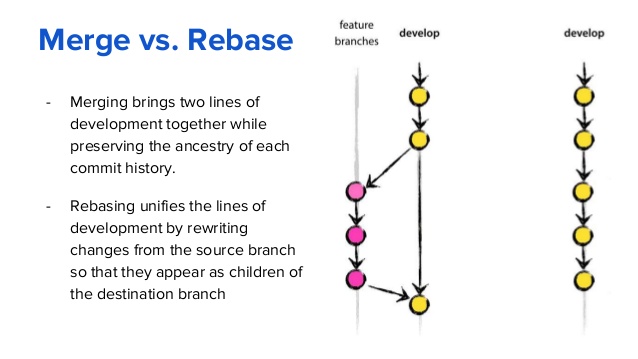 Merge vs. Rebase
- Merging brings two lines of
development together while
preserving the ancestry of each
commit history.
- Rebasing unifies the lines of
development by rewriting
changes from the source branch
so that they appear as children of
the destination branch
feature
branches
develop
develop